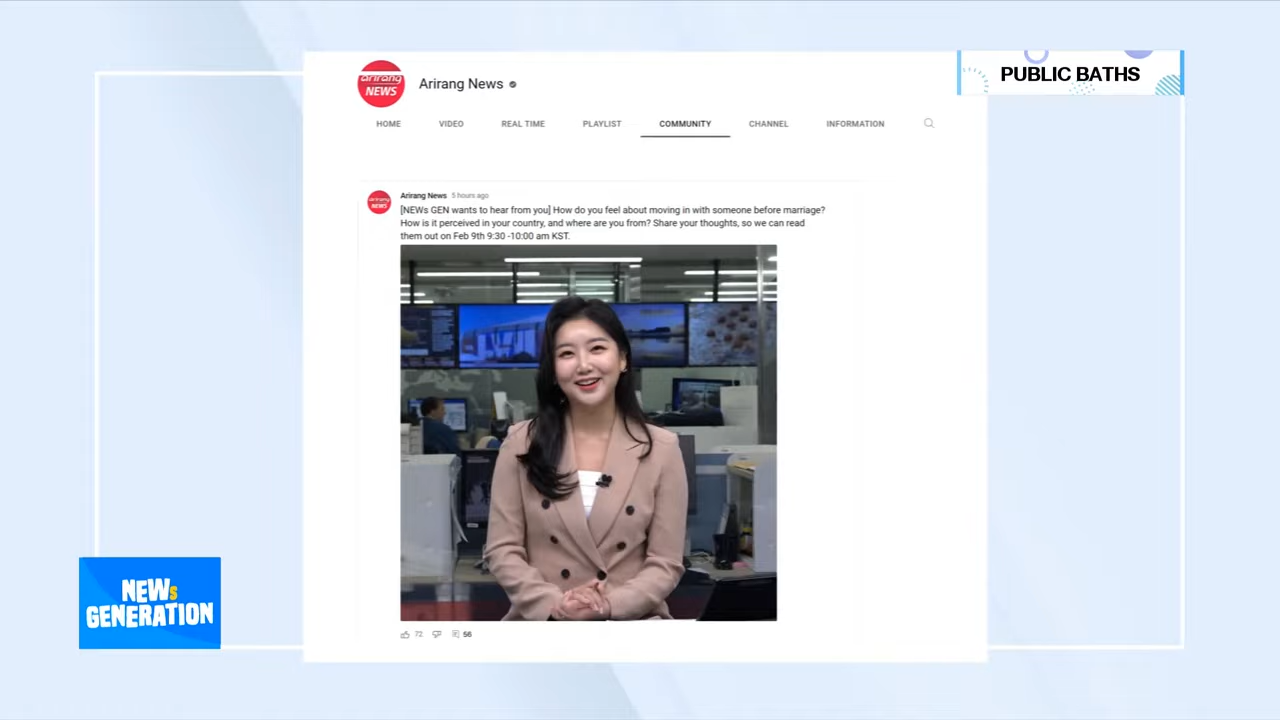 PUBLIC BATHS
arirang
NEWS
Arirang News
HOME VIDEO REAL TIME PLAYLIST COMMUNITY CHANNEL INFORMATION
arirang
NEWS
Arirang News 5 hours ago
[NEWs GEN wants to hear from you] How do you feel about moving in with someone before marriage?
How is it perceived in your country, and where are you from? Share your thoughts, so we can read
them out on Feb 9th 9:30 -10:00 am KST.
72 56
NEWs
GENERATION